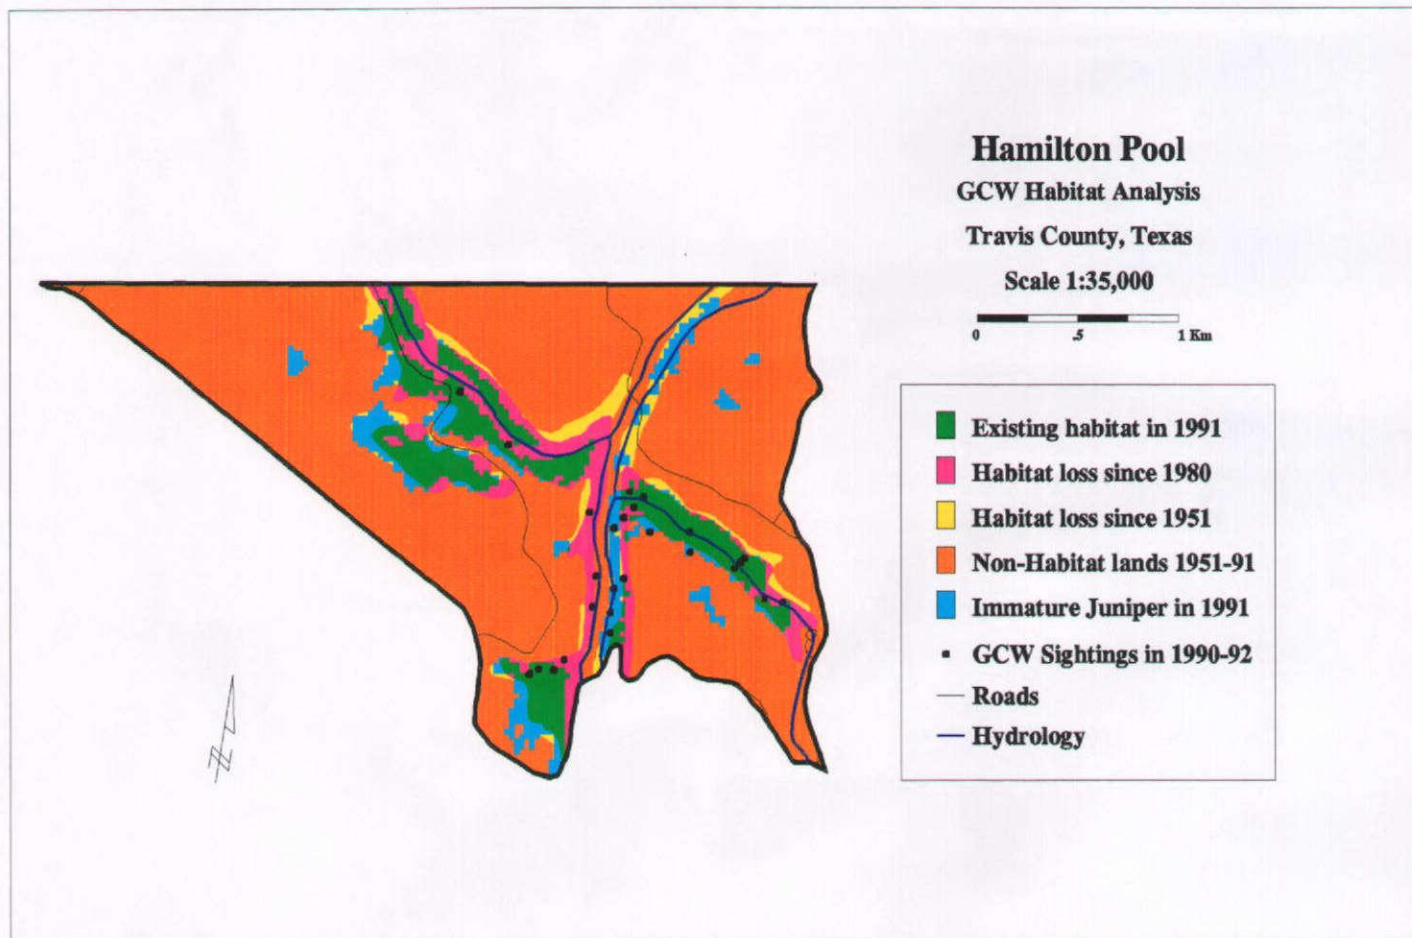 Hamilton Pool
GCW Habitat Analysis
Travis County, Texas
Scale 1:35,000
0 .5 1 Km
Existing habitat in 1991
Habitat loss since 1980
Habitat loss since 1951
Non-Habitat lands 1951-91
Immature Juniper in 1991
GCW Sightings in 1990-92
Roads
Hydrology